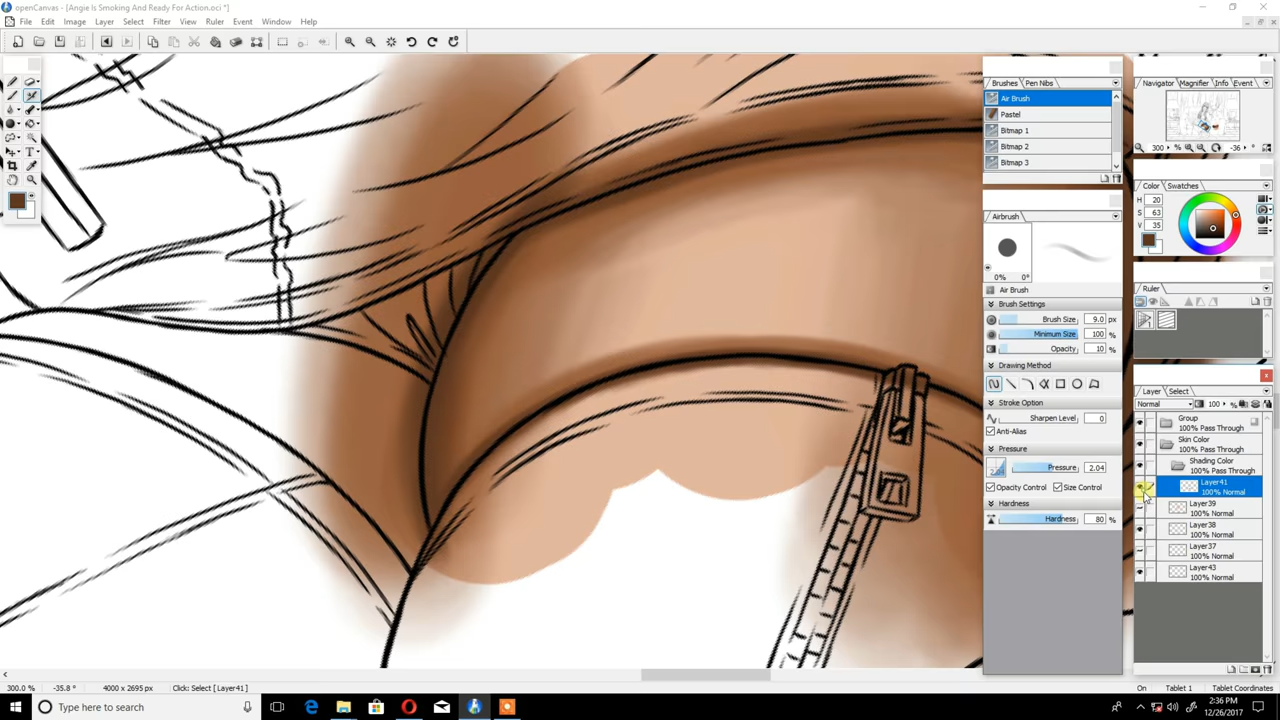 openCanvas - [Angie Is Smoking And Ready For Action.oci *]
File Edit Image Layer Select Filter View Ruler Event Window Help
Brushes Pen Nibs
Air Brush
Pastel
Bitmap 1
Bitmap 2
Bitmap 3
Airbrush
0% 0°
Air Brush
Brush Settings
Brush Size 9.0 px
Minimum Size 100 %
Opacity 10
Drawing Method
Stroke Option
Sharpen Level 0
Anti-Alias
Pressure
2.04 Pressure 2.04
Opacity Control Size Control
Hardness
Hardness 80 %
Navigator Magnifier Info Event
300 % -36 °
Color Swatches
H 20
S 63
V 35
Ruler
Layer Select
Normal 100 %
Group
100% Pass Through
Skin Color
100% Pass Through
Shading Color
100% Pass Through
Layer41
100% Normal
Layer39
100% Normal
Layer38
100% Normal
Layer37
100% Normal
Layer43
100% Normal
300.0 % -35.8 ° 4000 x 2695 px Click: Select [Layer41] On Tablet 1 Tablet Coordinates
Type here to search
2:36 PM
12/26/2017